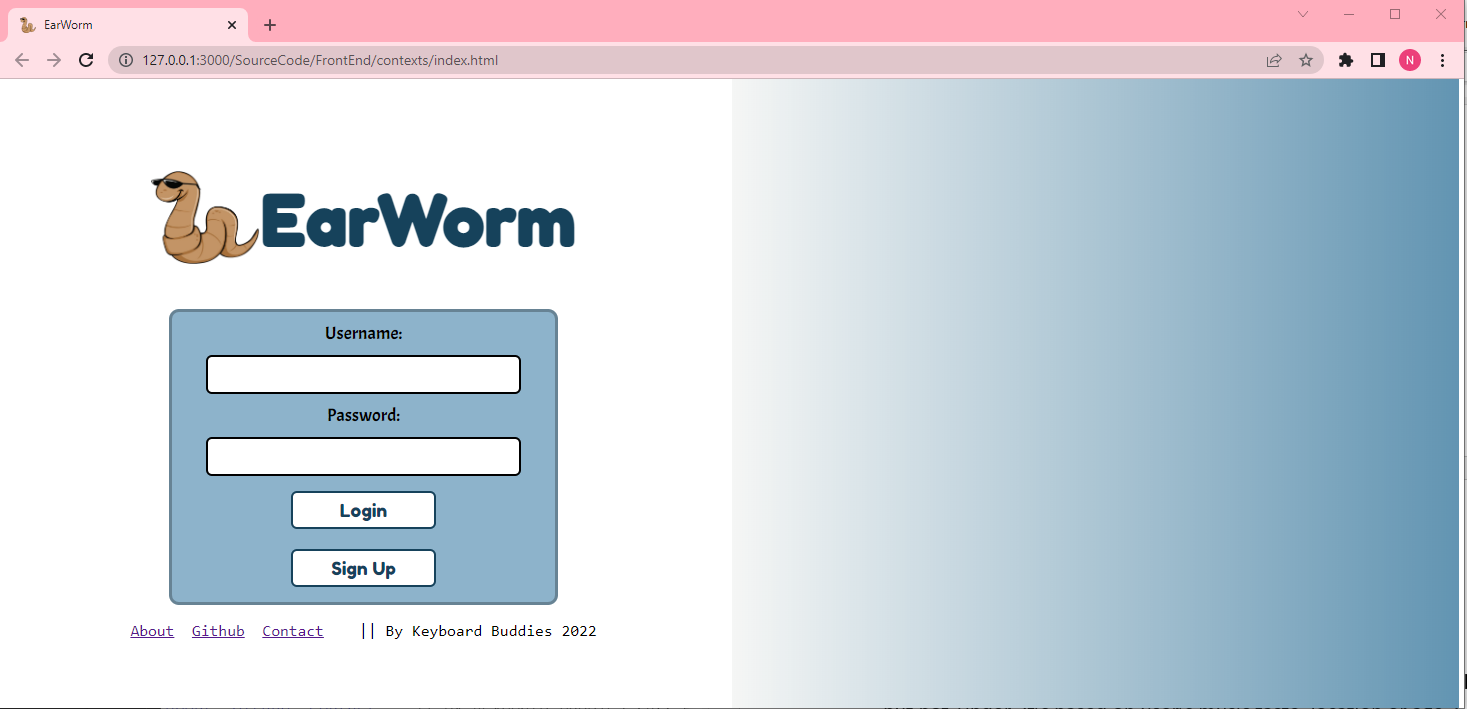 EarWorm
127.0.0.1:3000/SourceCode/FrontEnd/contexts/index.html
N
EarWorm
Username:
Password:
Login
Sign Up
About Github Contact || By Keyboard Buddies 2022